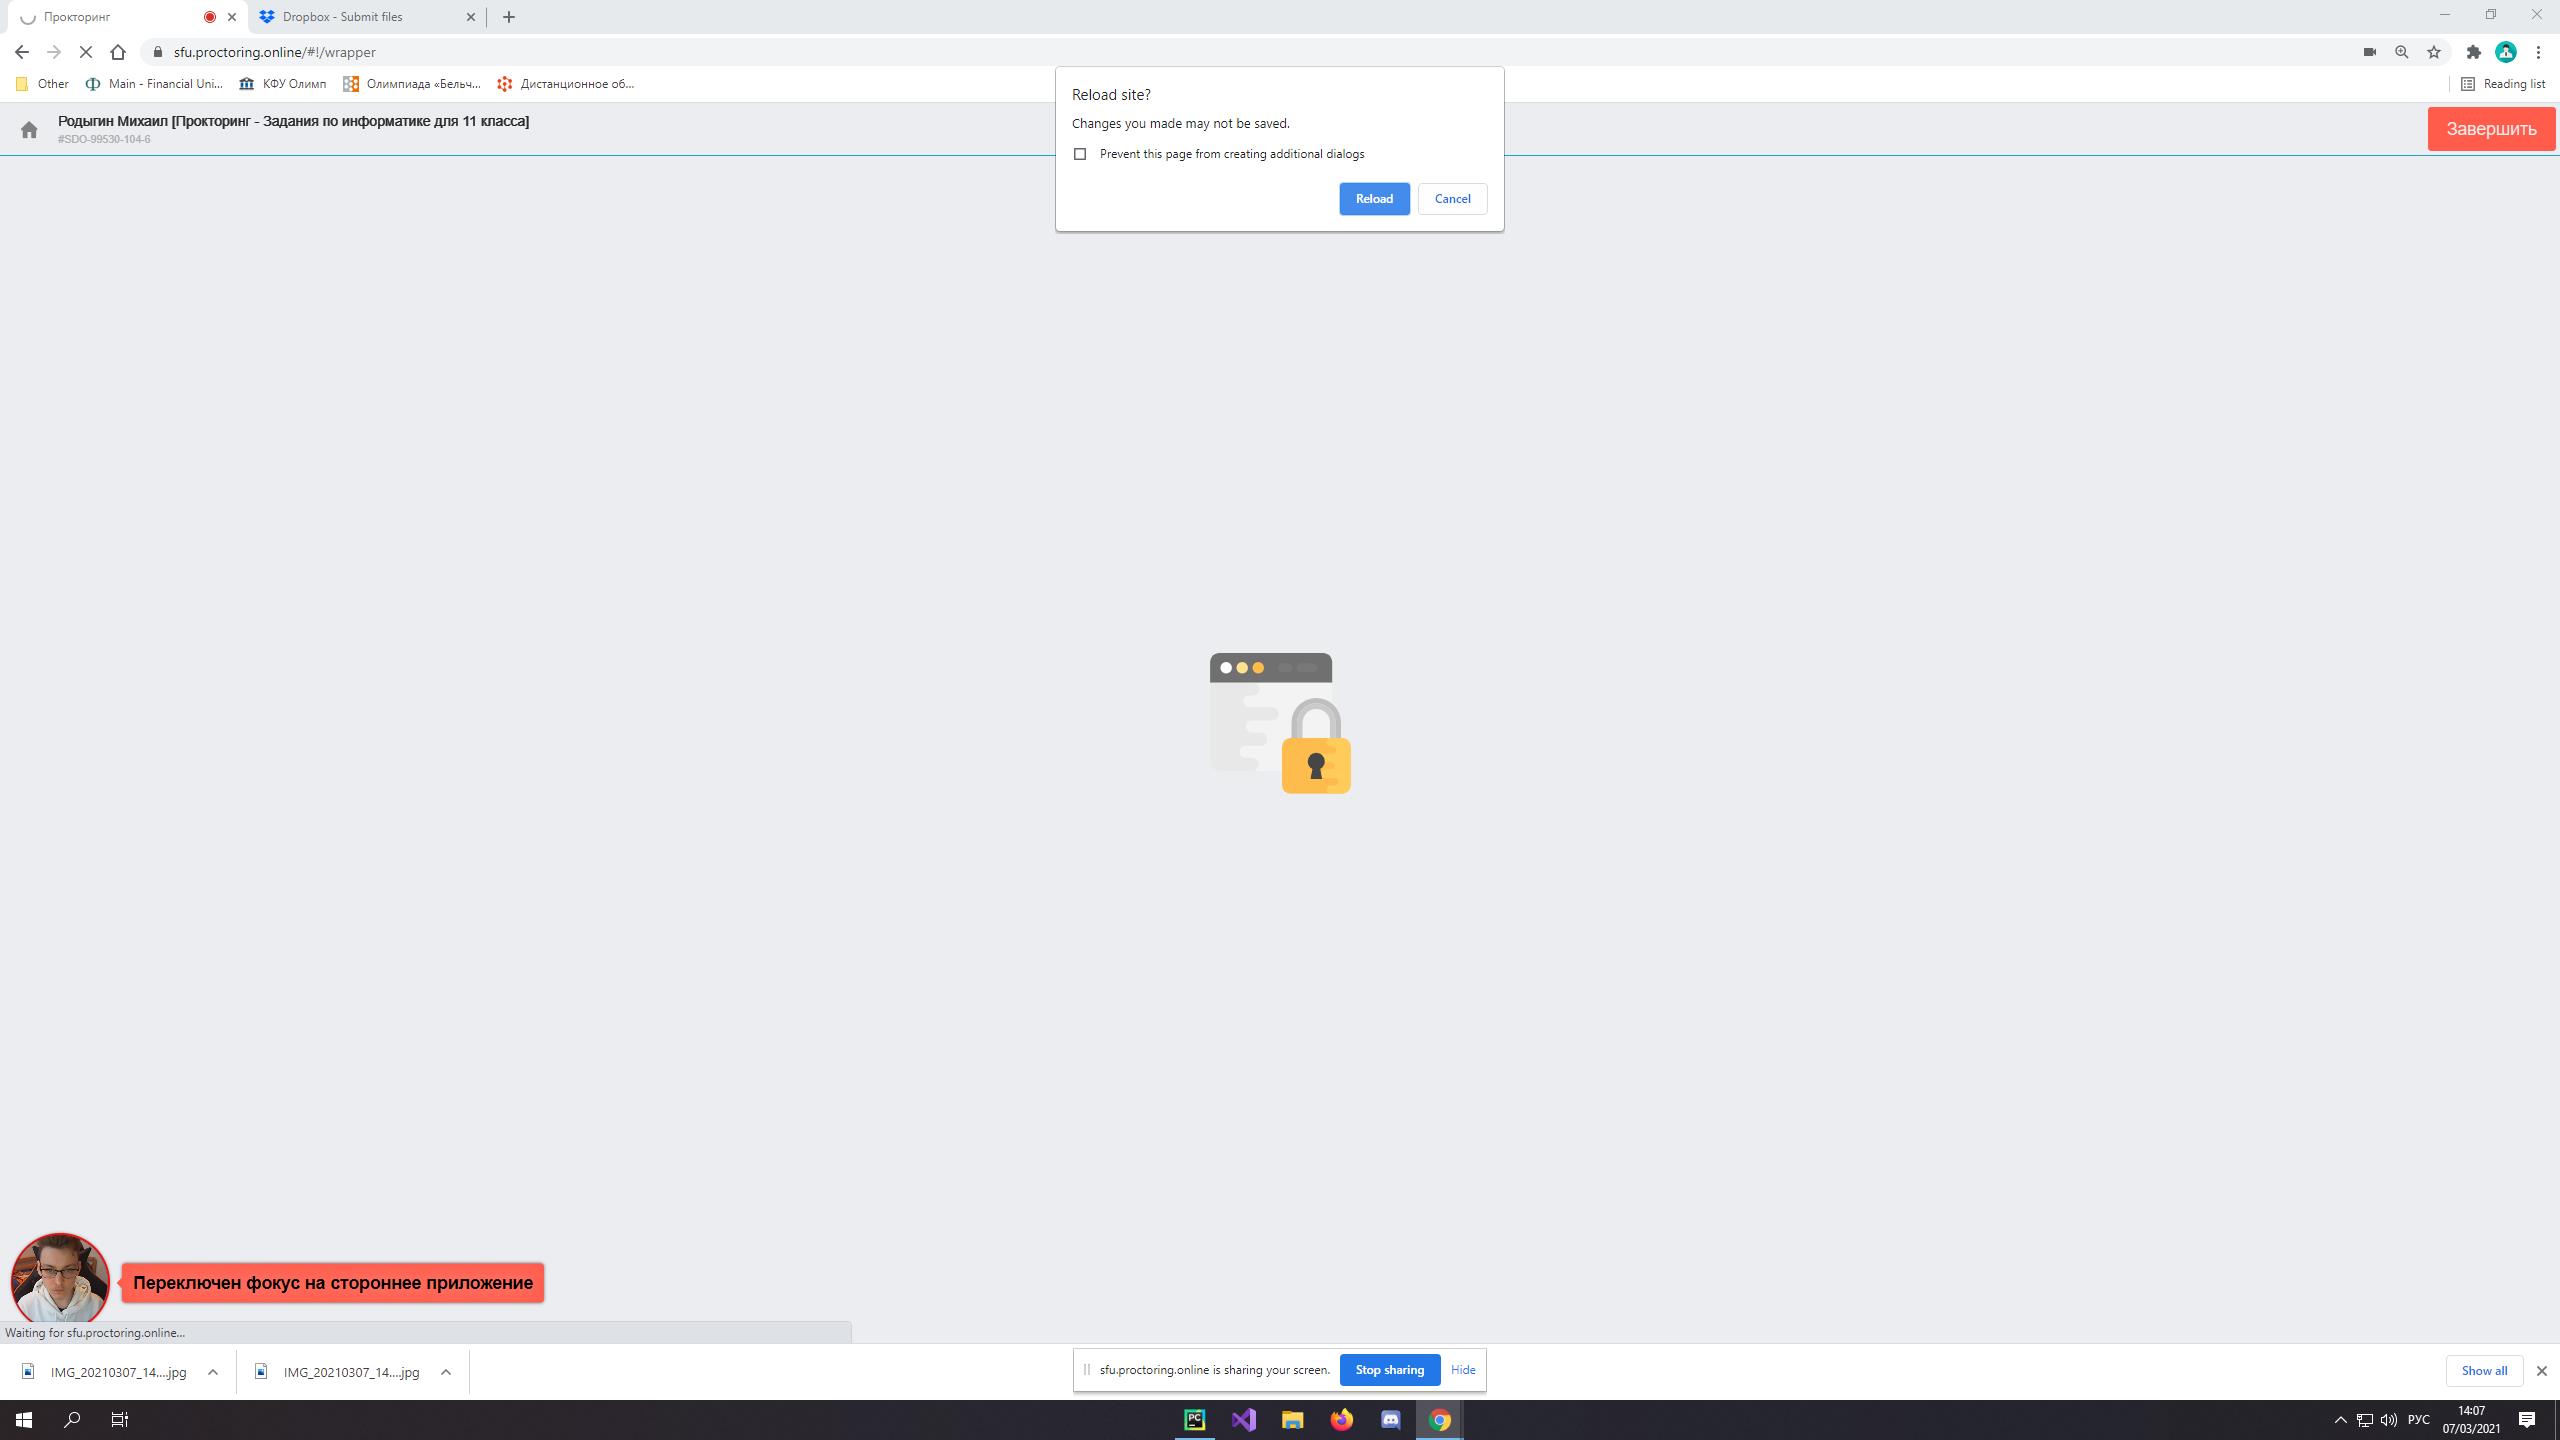 Прокторинг
Dropbox - Submit files
sfu.proctoring.online/#!/wrapper
Other
Main - Financial Uni...
КФУ Олимп
Олимпиада «Бельч...
Дистанционное об...
Reading list
Родыгин Михаил [Прокторинг - Задания по информатике для 11 класса]
#SDO-99530-104-6
Завершить
Reload site?
Changes you made may not be saved.
Prevent this page from creating additional dialogs
Reload
Cancel
Переключен фокус на стороннее приложение
Waiting for sfu.proctoring.online...
IMG_20210307_14....jpg
IMG_20210307_14....jpg
sfu.proctoring.online is sharing your screen.
Stop sharing
Hide
Show all
PC
РУС
14:07
07/03/2021